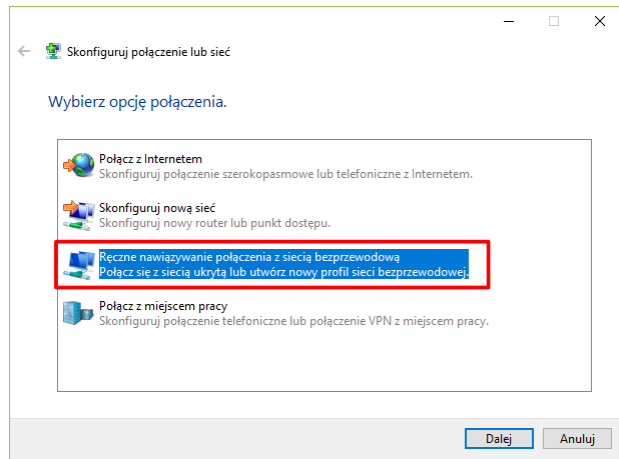 Skonfiguruj połączenie lub sieć
Wybierz opcję połączenia.
Połącz z Internetem
Skonfiguruj połączenie szerokopasmowe lub telefoniczne z Internetem.
Skonfiguruj nową sieć
Skonfiguruj nowy router lub punkt dostępu.
Ręczne nawiązywanie połączenia z siecią bezprzewodową
Połącz się z siecią ukrytą lub utwórz nowy profil sieci bezprzewodowej.
Połącz z miejscem pracy
Skonfiguruj połączenie telefoniczne lub połączenie VPN z miejscem pracy.
Dalej Anuluj